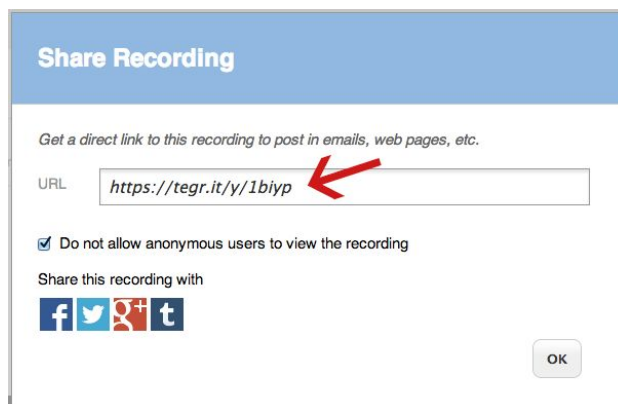 Share Recording
Get a direct link to this recording to post in emails, web pages, etc.
URL https://tegr.it/y/1biyp
Do not allow anonymous users to view the recording
Share this recording with
f g+ t
OK